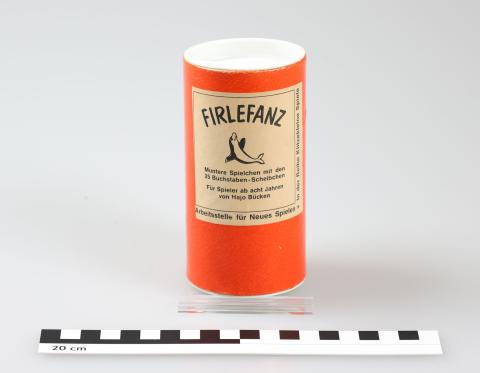 FIRLEFANZ
Muntere Spielchen mit den
25 Buchstaben-Scheibchen
Für Spieler ab acht Jahren
von Hajo Bücken
Arbeitsstelle für Neues Spielen
» In der Reihe Klitzekleine Spiele
20 cm